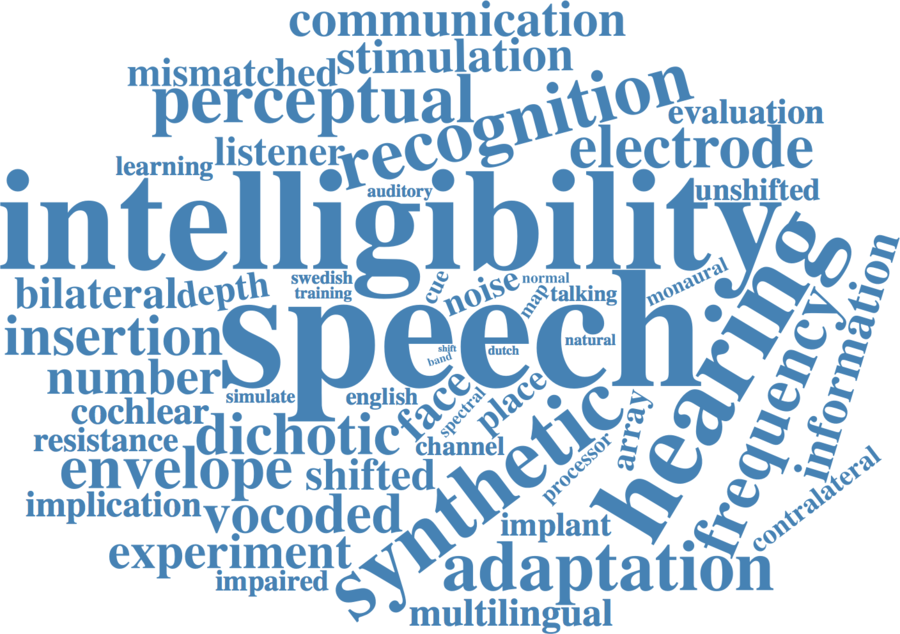 communication
stimulation
mismatched
perceptual
recognition
evaluation
electrode
listener
learning
auditory
unshifted
intelligibility
swedish
training
cue
noise
normal
map
talking
monaural
bilateral
depth
speech
hearing
frequency
information
insertion
shift
band
dutch
natural
number
simulate
english
face
spectral
place
array
cochlear
resistance
dichotic
channel
synthetic
processor
contralateral
envelope
shifted
implication
vocoded
implant
experiment
impaired
adaptation
multilingual